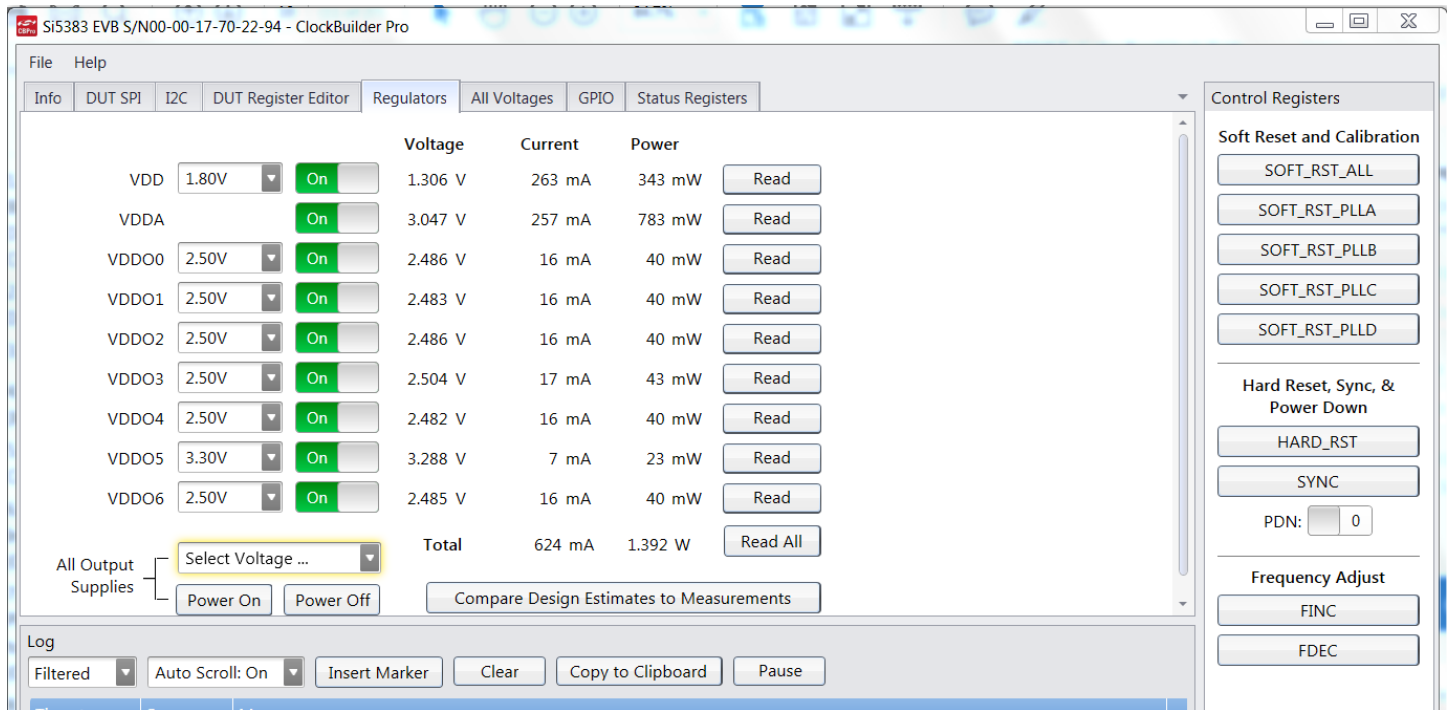 Si5383 EVB S/N00-00-17-70-22-94 - ClockBuilder Pro
File Help
Info DUT SPI I2C DUT Register Editor Regulators All Voltages GPIO Status Registers
Voltage Current Power
VDD 1.80V On 1.306 V 263 mA 343 mW Read
VDDA On 3.047 V 257 mA 783 mW Read
VDDO0 2.50V On 2.486 V 16 mA 40 mW Read
VDDO1 2.50V On 2.483 V 16 mA 40 mW Read
VDDO2 2.50V On 2.486 V 16 mA 40 mW Read
VDDO3 2.50V On 2.504 V 17 mA 43 mW Read
VDDO4 2.50V On 2.482 V 16 mA 40 mW Read
VDDO5 3.30V On 3.288 V 7 mA 23 mW Read
VDDO6 2.50V On 2.485 V 16 mA 40 mW Read
Total 624 mA 1.392 W Read All
All Output
Supplies
Select Voltage ...
Power On Power Off Compare Design Estimates to Measurements
Log
Filtered Auto Scroll: On Insert Marker Clear Copy to Clipboard Pause
Control Registers
Soft Reset and Calibration
SOFT_RST_ALL
SOFT_RST_PLLA
SOFT_RST_PLLB
SOFT_RST_PLLC
SOFT_RST_PLLD
Hard Reset, Sync, &
Power Down
HARD_RST
SYNC
PDN: 0
Frequency Adjust
FINC
FDEC